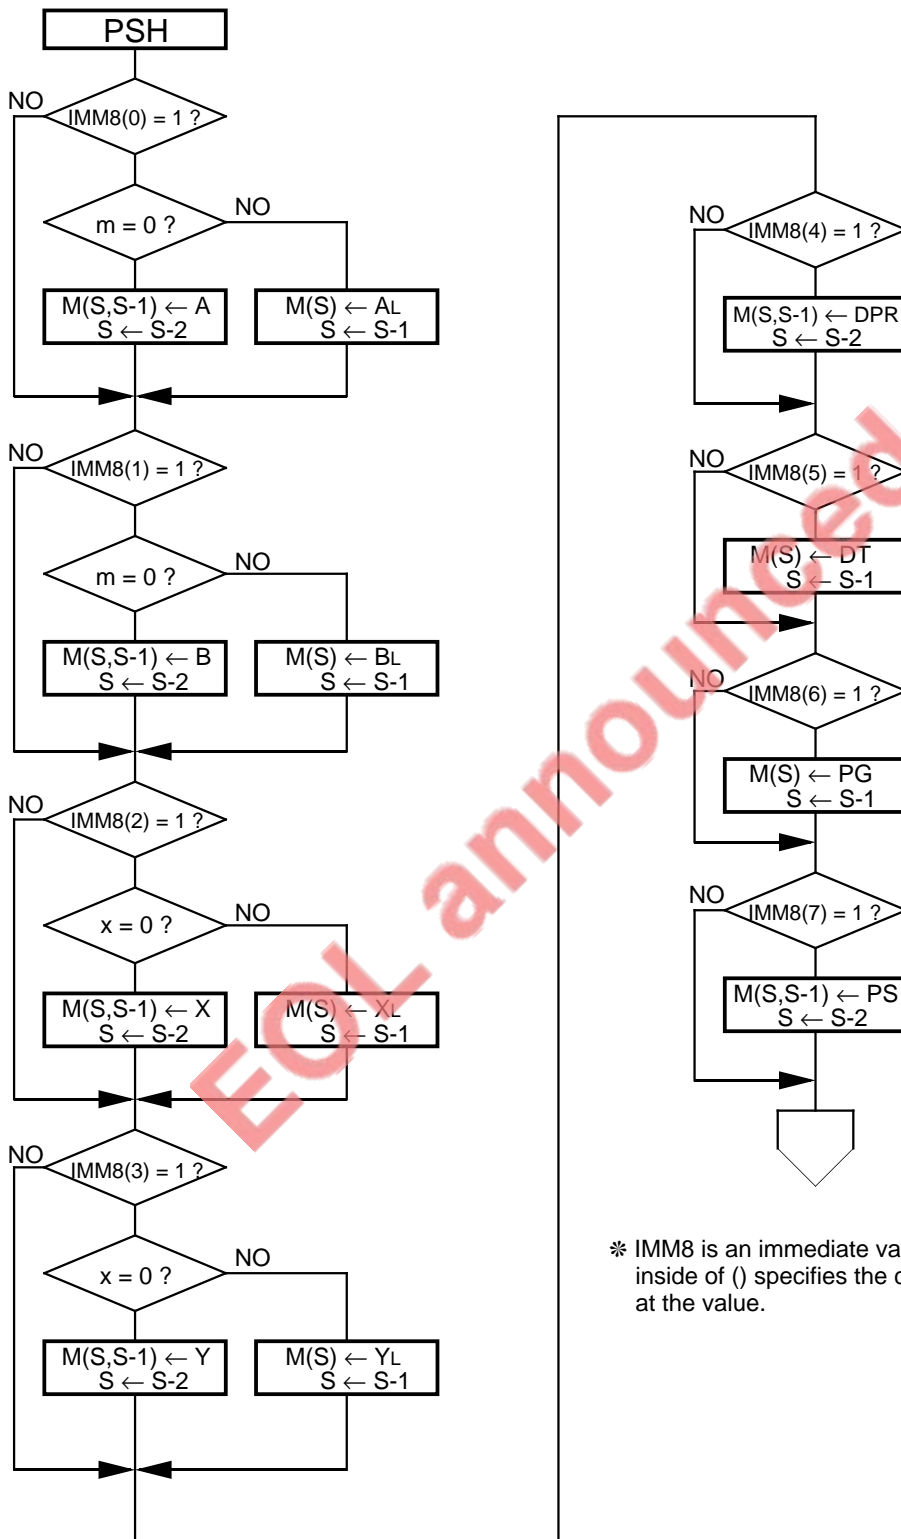 PSH
NO
IMM8(0) = 1 ?
m = 0 ?
NO
M(S,S-1) ← A
S ← S-2
M(S) ← AL
S ← S-1
NO
IMM8(1) = 1 ?
m = 0 ?
NO
M(S,S-1) ← B
S ← S-2
M(S) ← BL
S ← S-1
NO
IMM8(2) = 1 ?
x = 0 ?
NO
M(S,S-1) ← X
S ← S-2
M(S) ← XL
S ← S-1
NO
IMM8(3) = 1 ?
x = 0 ?
NO
M(S,S-1) ← Y
S ← S-2
M(S) ← YL
S ← S-1
NO
IMM8(4) = 1 ?
M(S,S-1) ← DPR
S ← S-2
NO
IMM8(5) = 1 ?
M(S) ← DT
S ← S-1
NO
IMM8(6) = 1 ?
M(S) ← PG
S ← S-1
NO
IMM8(7) = 1 ?
M(S,S-1) ← PS
S ← S-2
EOL announced
✽ IMM8 is an immediate va
inside of () specifies the
at the value.